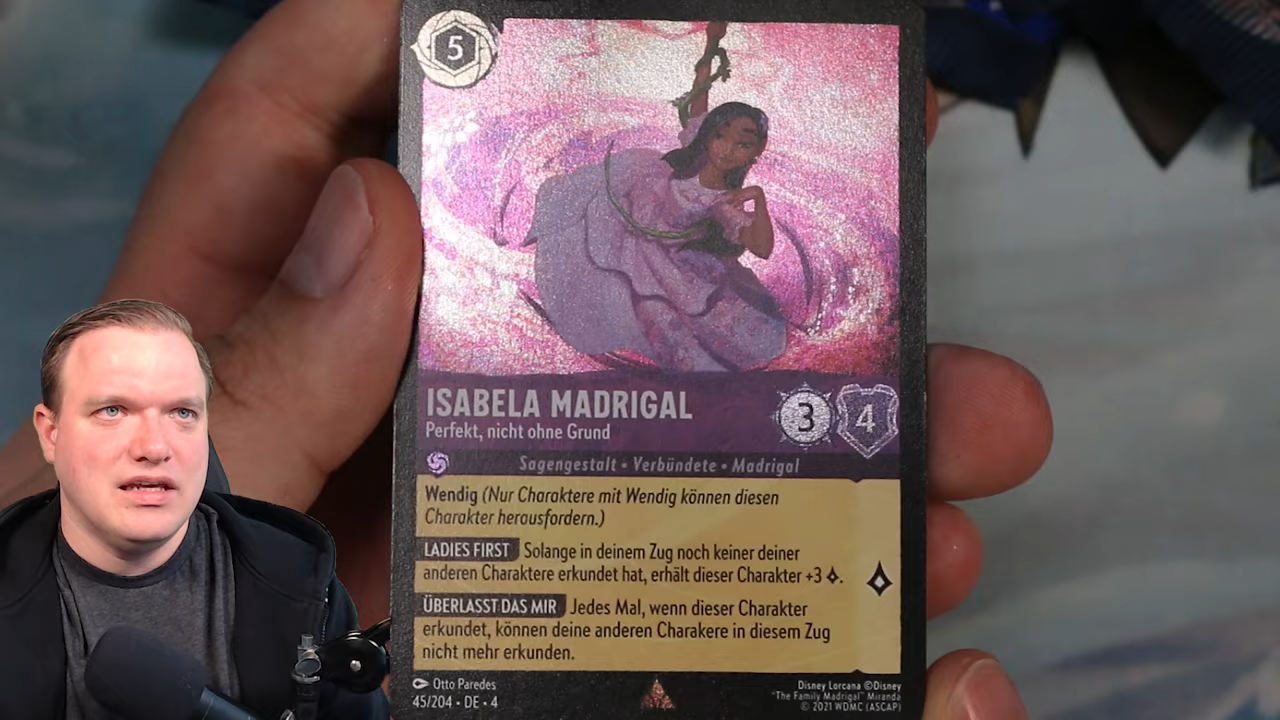 5
ISABELA MADRIGAL
Perfekt, nicht ohne Grund
3
4
Sagengestalt • Verbündete • Madrigal
Wendig (Nur Charaktere mit Wendig können diesen
Charakter herausfordern.)
LADIES FIRST Solange in deinem Zug noch keiner deiner
anderen Charaktere erkundet hat, erhält dieser Charakter +3 .
ÜBERLASST DAS MIR Jedes Mal, wenn dieser Charakter
erkundet, können deine anderen Charakere in diesem Zug
nicht mehr erkunden.
Otto Paredes
45/204 • DE • 4
Disney Lorcana ©Disney
"The Family Madrigal" Miranda
© 2021 WDMC (ASCAP)